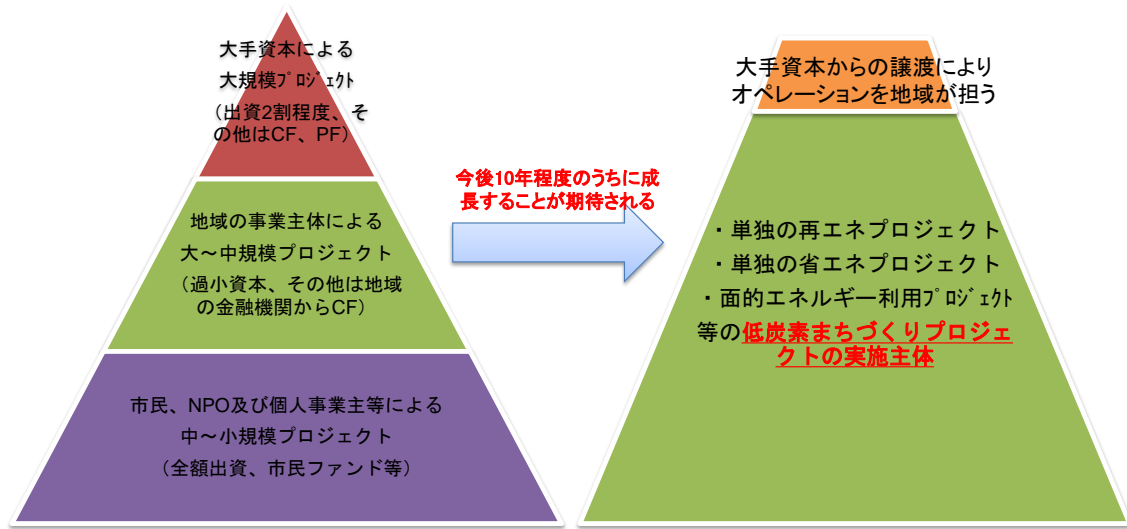 大手資本による
大規模ﾌﾟﾛｼﾞｪｸﾄ
（出資2割程度、そ
の他はCF、PF）
地域の事業主体による
大～中規模プロジェクト
（過小資本、その他は地域
の金融機関からCF）
市民、NPO及び個人事業主等による
中～小規模プロジェクト
（全額出資、市民ファンド等）
今後10年程度のうちに成
長することが期待される
大手資本からの譲渡により
オペレーションを地域が担う
・単独の再エネプロジェクト
・単独の省エネプロジェクト
・面的エネルギー利用ﾌﾟﾛｼﾞｪｸﾄ
等の低炭素まちづくりプロジェ
クトの実施主体